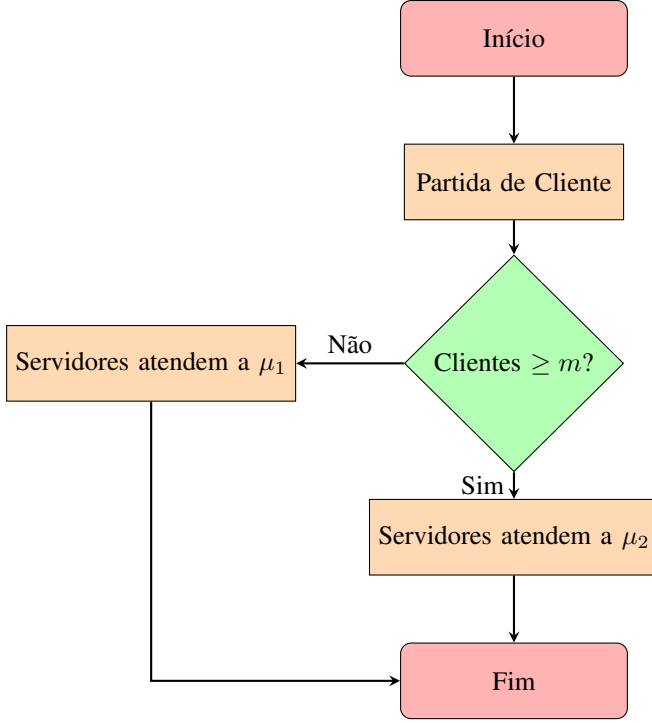 Início
Partida de Cliente
Clientes ≥ m?
Não
Servidores atendem a μ₁
Sim
Servidores atendem a μ₂
Fim